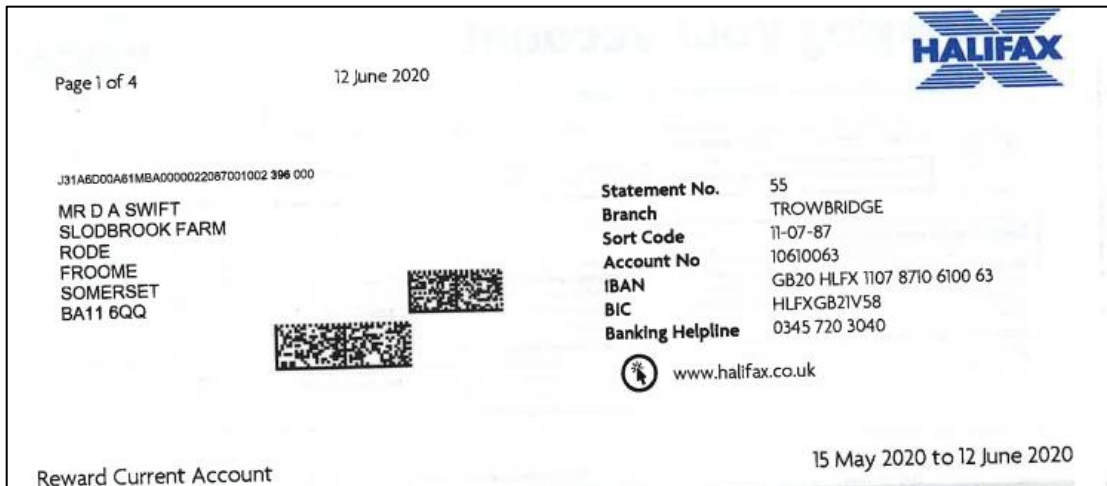 HALIFAX
Page 1 of 4
12 June 2020
J31A6D00A61MBA0000022087001002 396 000
MR D A SWIFT
SLODBROOK FARM
RODE
FROOME
SOMERSET
BA11 6QQ
Statement No. 55
Branch TROWBRIDGE
Sort Code 11-07-87
Account No 10610063
IBAN GB20 HLFX 1107 8710 6100 63
BIC HLFXGB21V58
Banking Helpline 0345 720 3040
www.halifax.co.uk
Reward Current Account
15 May 2020 to 12 June 2020